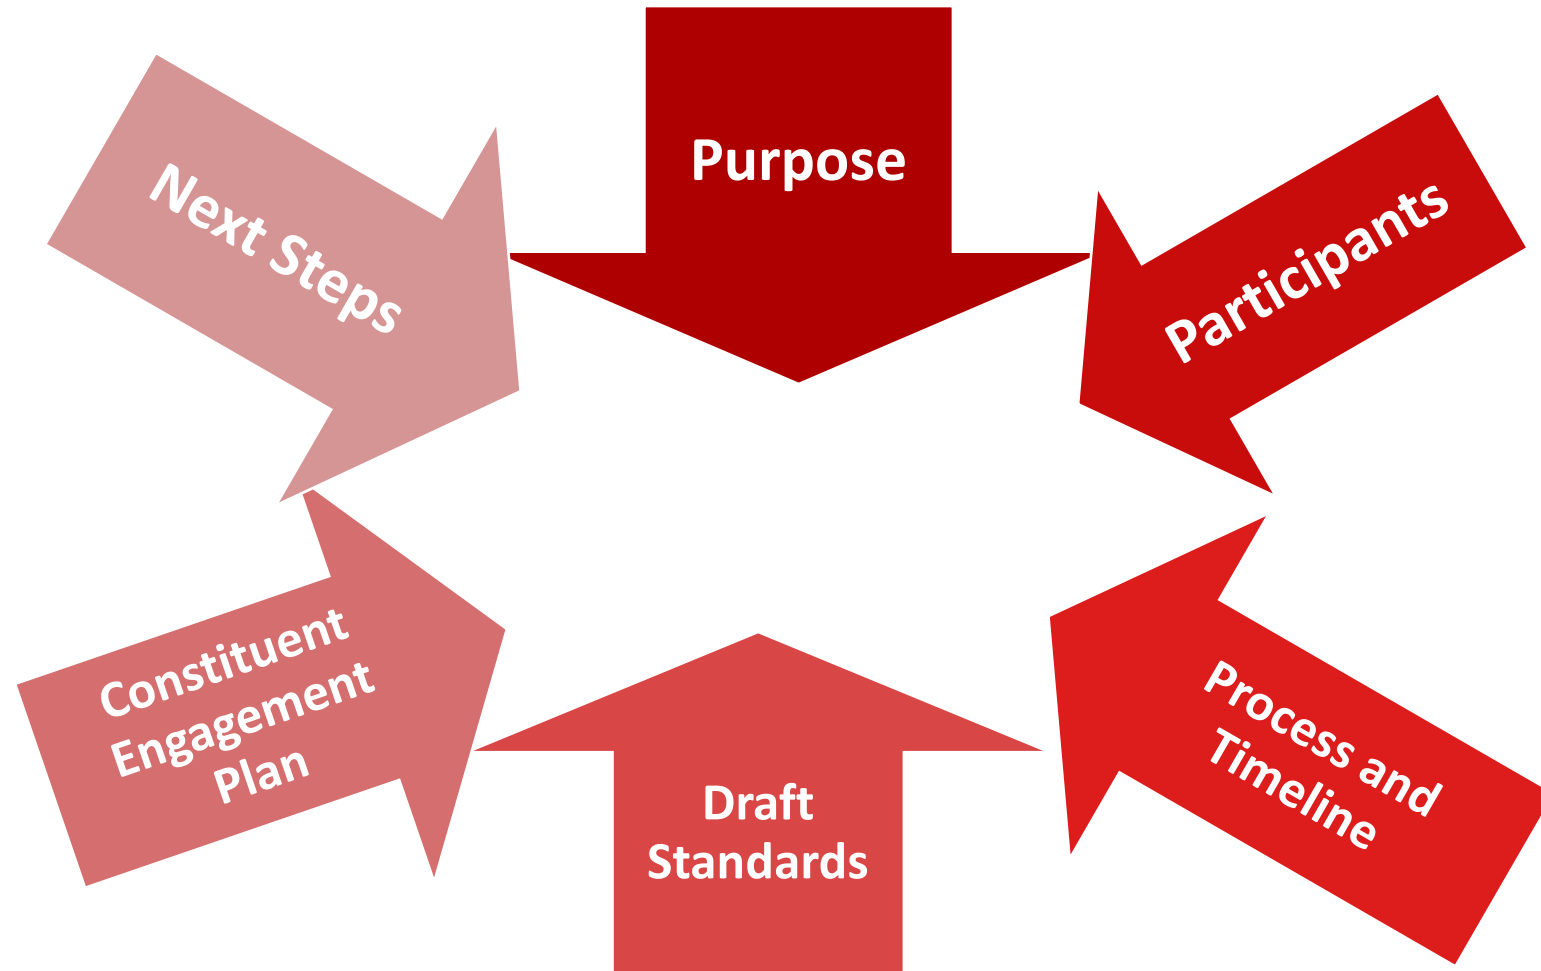 Purpose
Participants
Process and
Timeline
Draft
Standards
Constituent
Engagement
Plan
Next Steps